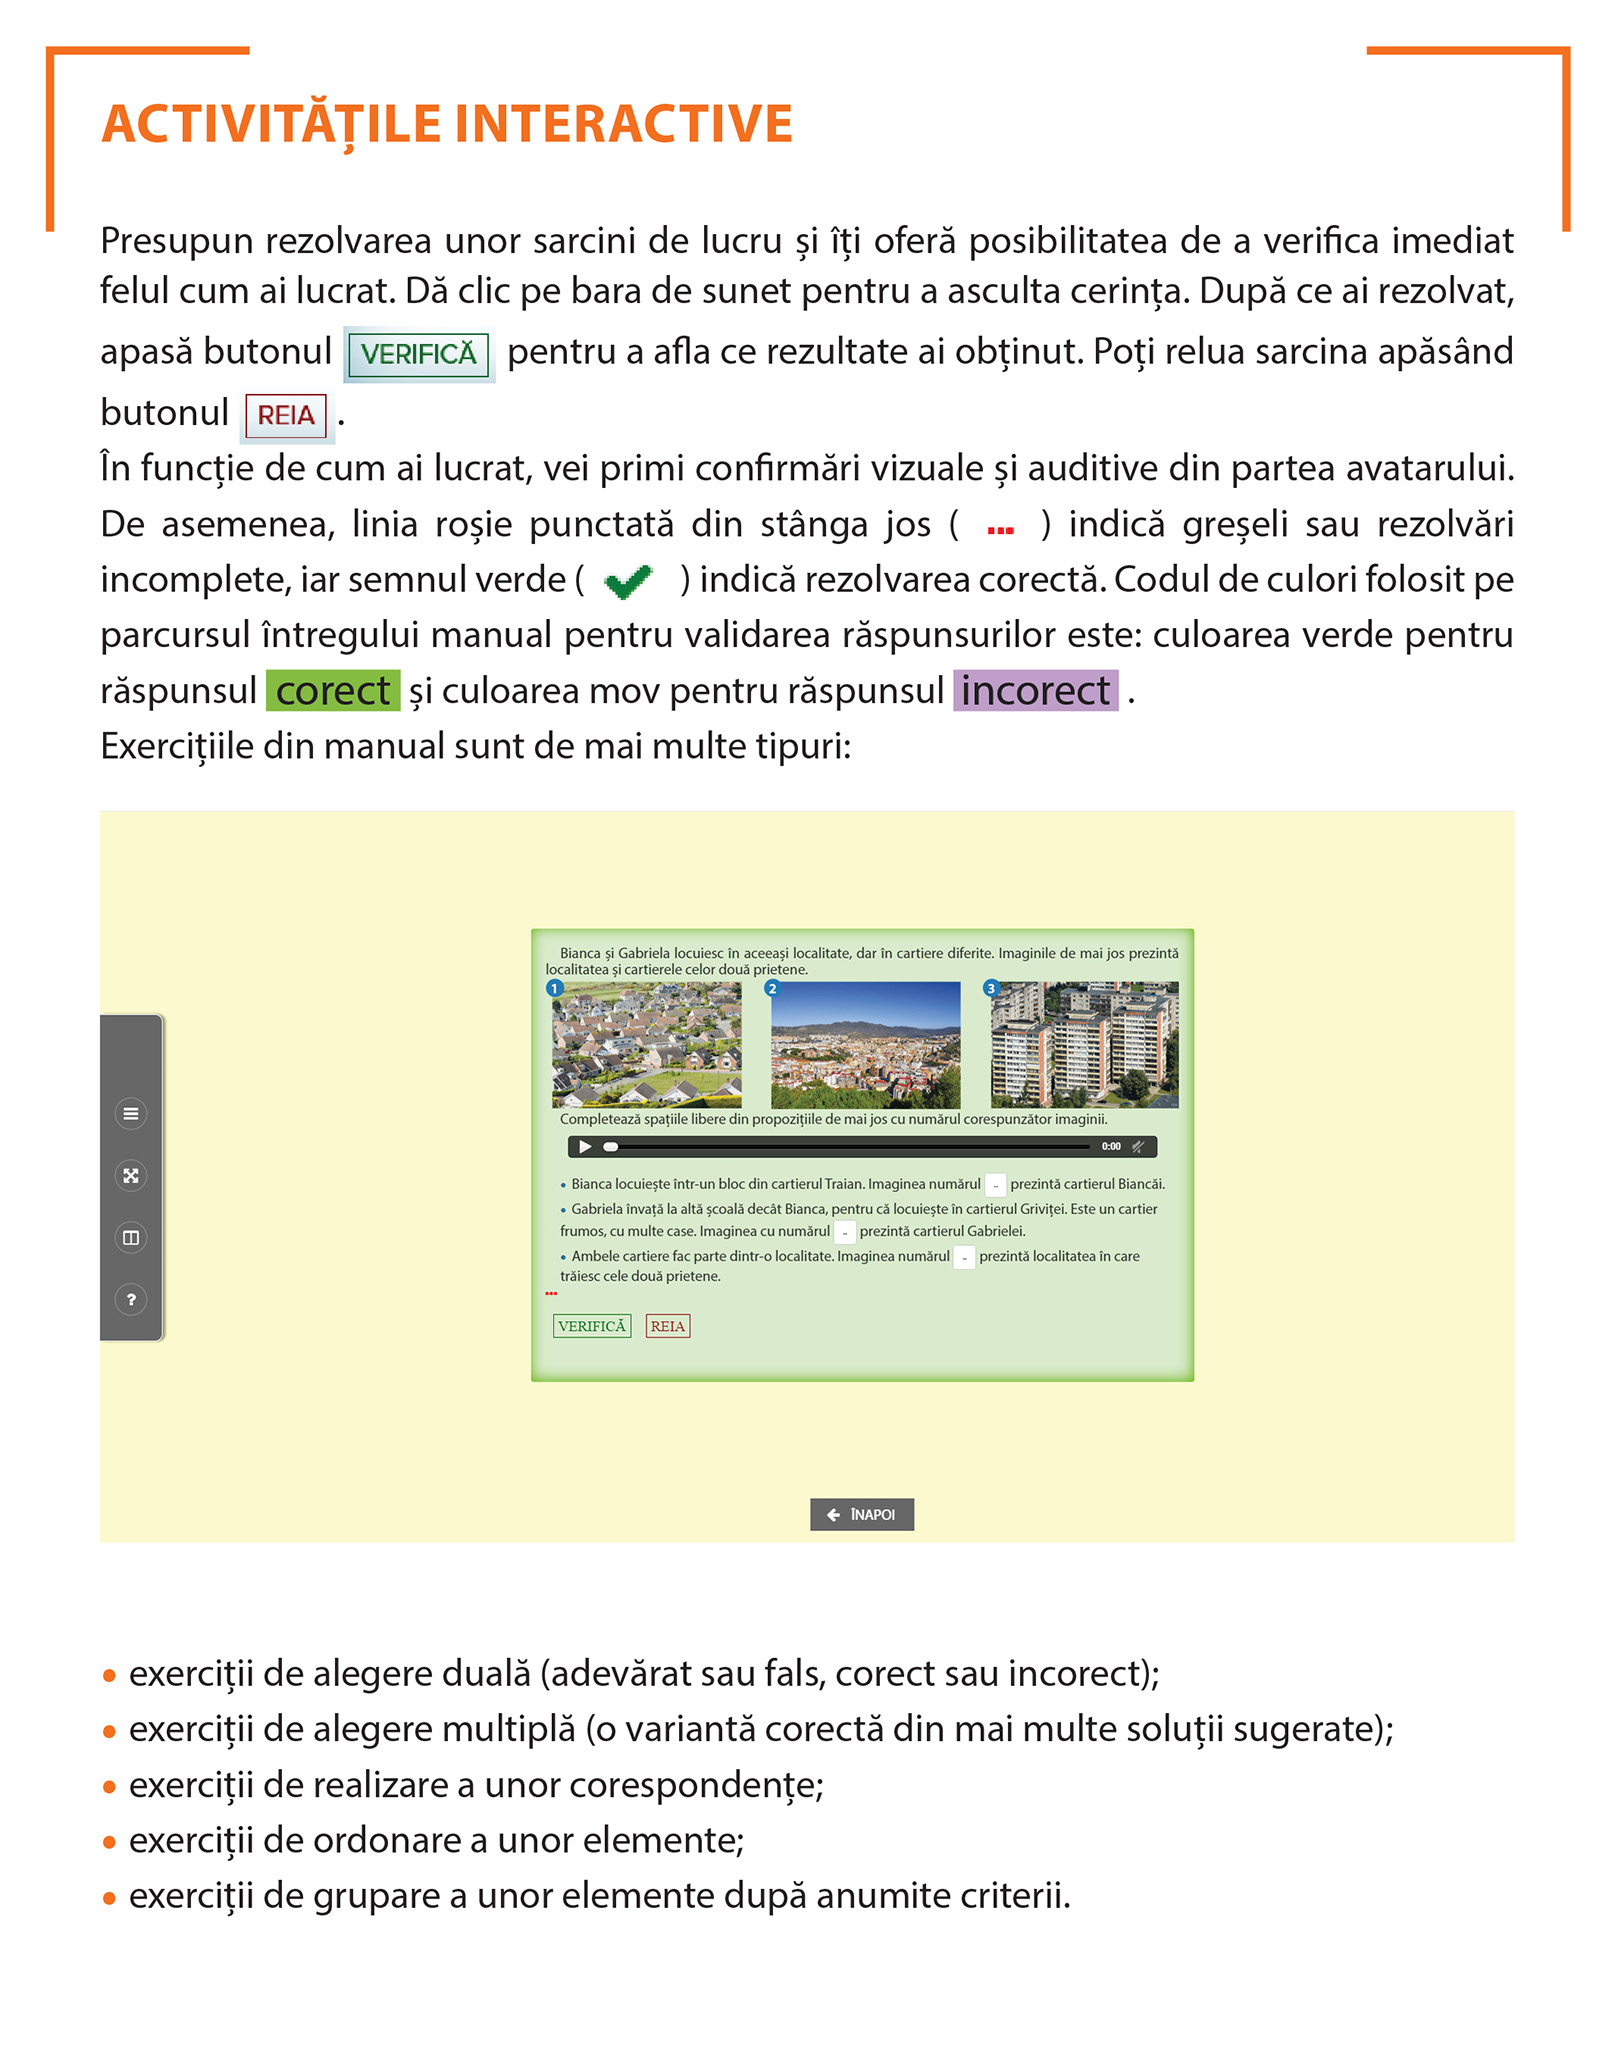 ACTIVITĂȚILE INTERACTIVE
Presupun rezolvarea unor sarcini de lucru și îți oferă posibilitatea de a verifica imediat
felul cum ai lucrat. Dă clic pe bara de sunet pentru a asculta cerința. După ce ai rezolvat,
apasă butonul VERIFICĂ pentru a afla ce rezultate ai obținut. Poți relua sarcina apăsând
butonul REIA .
În funcție de cum ai lucrat, vei primi confirmări vizuale și auditive din partea avatarului.
De asemenea, linia roșie punctată din stânga jos ( ... ) indică greșeli sau rezolvări
incomplete, iar semnul verde ( ✔ ) indică rezolvarea corectă. Codul de culori folosit pe
parcursul întregului manual pentru validarea răspunsurilor este: culoarea verde pentru
răspunsul corect și culoarea mov pentru răspunsul incorect .
Exercițiile din manual sunt de mai multe tipuri:
Bianca și Gabriela locuiesc în aceeași localitate, dar în cartiere diferite. Imaginile de mai jos prezintă
localitatea și cartierele celor două prietene.
1 2 3
Completează spațiile libere din propozițiile de mai jos cu numărul corespunzător imaginii.
0:00
• Bianca locuiește într-un bloc din cartierul Traian. Imaginea numărul .. prezintă cartierul Biancăi.
• Gabriela învață la altă școală decât Bianca, pentru că locuiește în cartierul Griviței. Este un cartier
frumos, cu multe case. Imaginea cu numărul .. prezintă cartierul Gabrielei.
• Ambele cartiere fac parte dintr-o localitate. Imaginea numărul .. prezintă localitatea în care
trăiesc cele două prietene.
...
VERIFICĂ REIA
?
ÎNAPOI
• exerciții de alegere duală (adevărat sau fals, corect sau incorect);
• exerciții de alegere multiplă (o variantă corectă din mai multe soluții sugerate);
• exerciții de realizare a unor corespondențe;
• exerciții de ordonare a unor elemente;
• exerciții de grupare a unor elemente după anumite criterii.